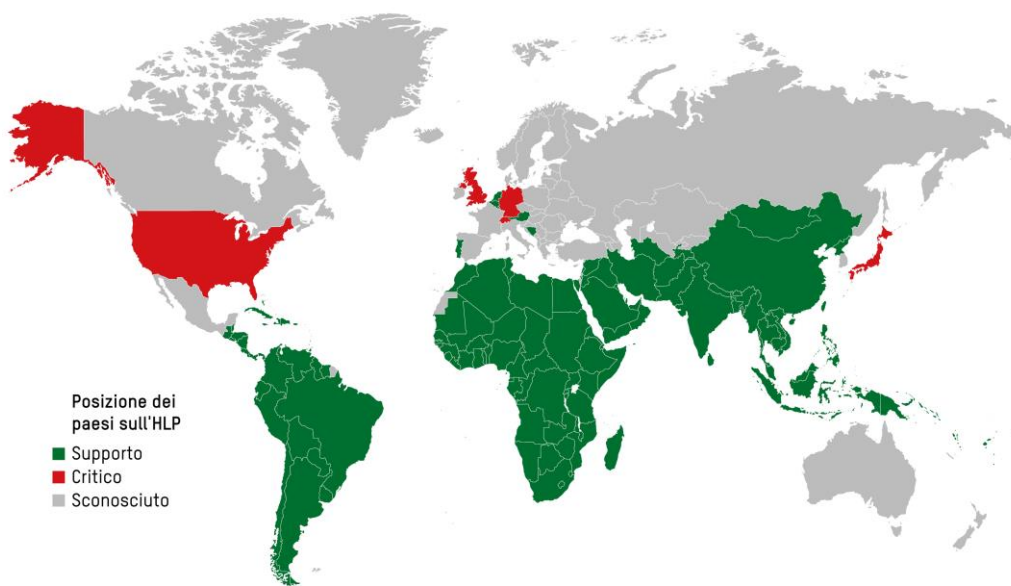 Posizione dei
paesi sull'HLP
Supporto
Critico
Sconosciuto